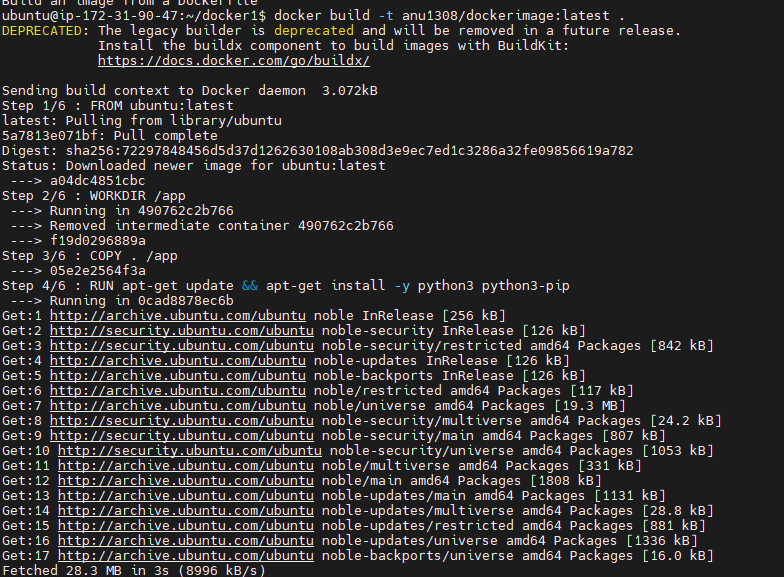 Build an image from a Dockerfile
ubuntu@ip-172-31-90-47:~/docker1$ docker build -t anu1308/dockerimage:latest .
DEPRECATED: The legacy builder is deprecated and will be removed in a future release.
            Install the buildx component to build images with BuildKit:
            https://docs.docker.com/go/buildx/

Sending build context to Docker daemon  3.072kB
Step 1/6 : FROM ubuntu:latest
latest: Pulling from library/ubuntu
5a7813e071bf: Pull complete
Digest: sha256:72297848456d5d37d1262630108ab308d3e9ec7ed1c3286a32fe09856619a782
Status: Downloaded newer image for ubuntu:latest
 ---> a04dc4851cbc
Step 2/6 : WORKDIR /app
 ---> Running in 490762c2b766
 ---> Removed intermediate container 490762c2b766
 ---> f19d0296889a
Step 3/6 : COPY . /app
 ---> 05e2e2564f3a
Step 4/6 : RUN apt-get update && apt-get install -y python3 python3-pip
 ---> Running in 0cad8878ec6b
Get:1 http://archive.ubuntu.com/ubuntu noble InRelease [256 kB]
Get:2 http://security.ubuntu.com/ubuntu noble-security InRelease [126 kB]
Get:3 http://security.ubuntu.com/ubuntu noble-security/restricted amd64 Packages [842 kB]
Get:4 http://archive.ubuntu.com/ubuntu noble-updates InRelease [126 kB]
Get:5 http://archive.ubuntu.com/ubuntu noble-backports InRelease [126 kB]
Get:6 http://archive.ubuntu.com/ubuntu noble/restricted amd64 Packages [117 kB]
Get:7 http://archive.ubuntu.com/ubuntu noble/universe amd64 Packages [19.3 MB]
Get:8 http://security.ubuntu.com/ubuntu noble-security/multiverse amd64 Packages [24.2 kB]
Get:9 http://security.ubuntu.com/ubuntu noble-security/main amd64 Packages [807 kB]
Get:10 http://security.ubuntu.com/ubuntu noble-security/universe amd64 Packages [1053 kB]
Get:11 http://archive.ubuntu.com/ubuntu noble/multiverse amd64 Packages [331 kB]
Get:12 http://archive.ubuntu.com/ubuntu noble/main amd64 Packages [1808 kB]
Get:13 http://archive.ubuntu.com/ubuntu noble-updates/main amd64 Packages [1131 kB]
Get:14 http://archive.ubuntu.com/ubuntu noble-updates/multiverse amd64 Packages [28.8 kB]
Get:15 http://archive.ubuntu.com/ubuntu noble-updates/restricted amd64 Packages [881 kB]
Get:16 http://archive.ubuntu.com/ubuntu noble-updates/universe amd64 Packages [1336 kB]
Get:17 http://archive.ubuntu.com/ubuntu noble-backports/universe amd64 Packages [16.0 kB]
Fetched 28.3 MB in 3s (8996 kB/s)